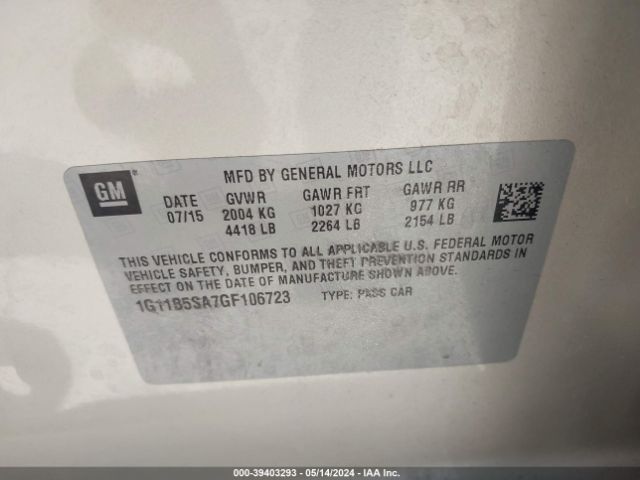 MFD BY GENERAL MOTORS LLC
GM
DATE GVWR GAWR FRT GAWR RR
07/15 2004 KG 1027 KG 977 KG
4418 LB 2264 LB 2154 LB
THIS VEHICLE CONFORMS TO ALL APPLICABLE U.S. FEDERAL MOTOR
VEHICLE SAFETY, BUMPER, AND THEFT PREVENTION STANDARDS IN
EFFECT ON THE DATE OF MANUFACTURE SHOWN ABOVE.
1G11B5SA7GF106723 TYPE: PASS CAR
000-39403293 - 05/14/2024 - IAA Inc.